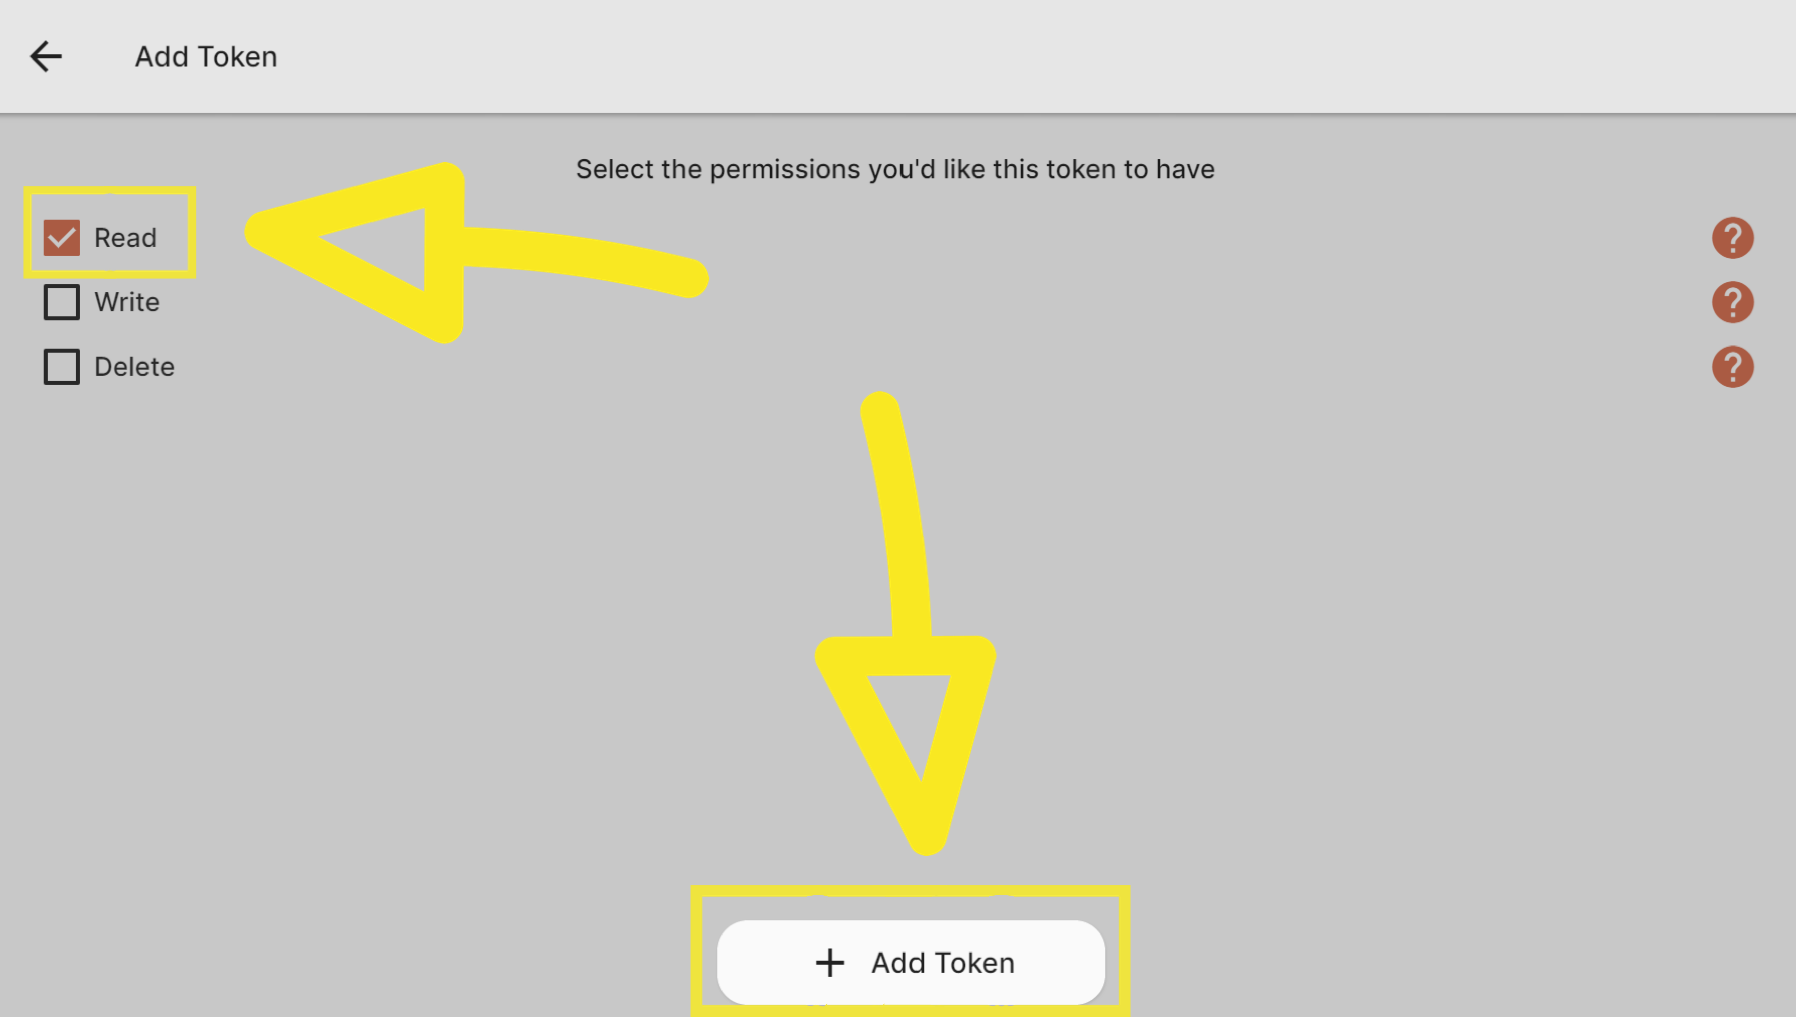 Add Token
Select the permissions you'd like this token to have
Read ?
Write ?
Delete ?
+ Add Token